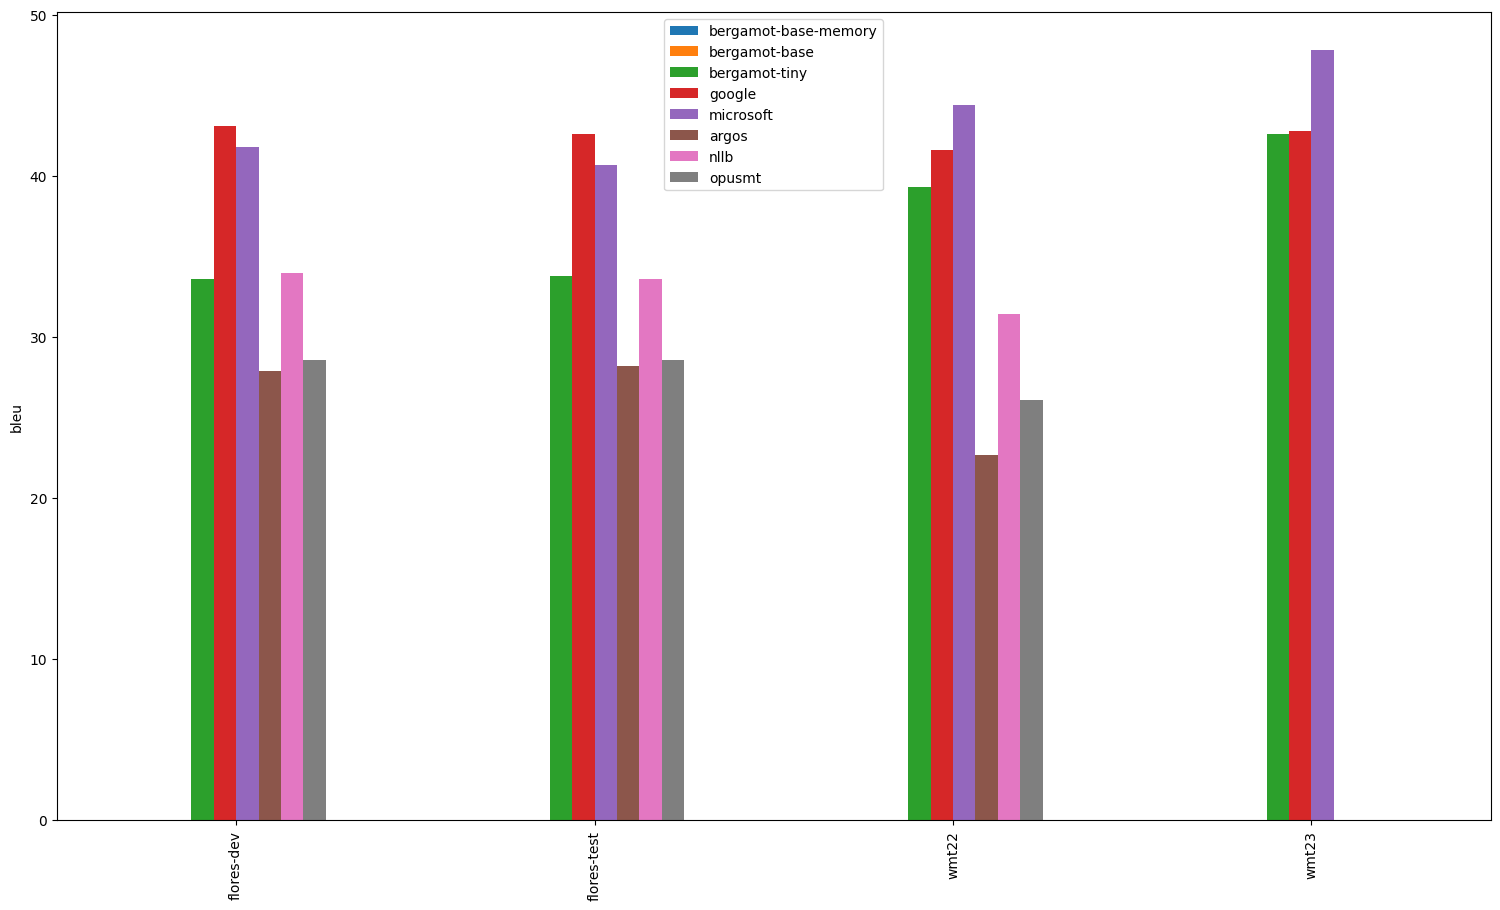 bleu
50
40
30
20
10
0
bergamot-base-memory
bergamot-base
bergamot-tiny
google
microsoft
argos
nllb
opusmt
flores-dev
flores-test
wmt22
wmt23